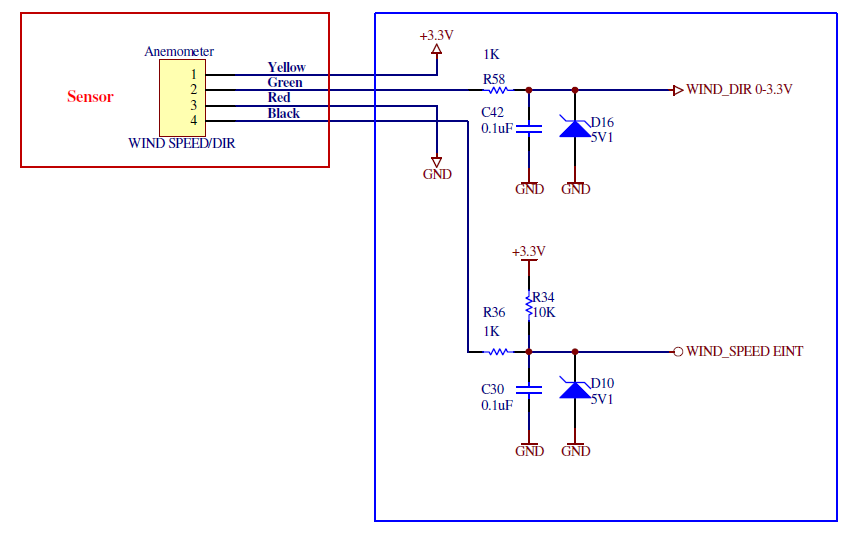 Anemometer
Sensor
1
2
3
4
WIND SPEED/DIR
Yellow
Green
Red
Black
+3.3V
GND
1K
R58
C42
0.1uF
D16
5V1
GND
GND
WIND_DIR 0-3.3V
+3.3V
R34
10K
R36
1K
C30
0.1uF
D10
5V1
GND
GND
WIND_SPEED EINT